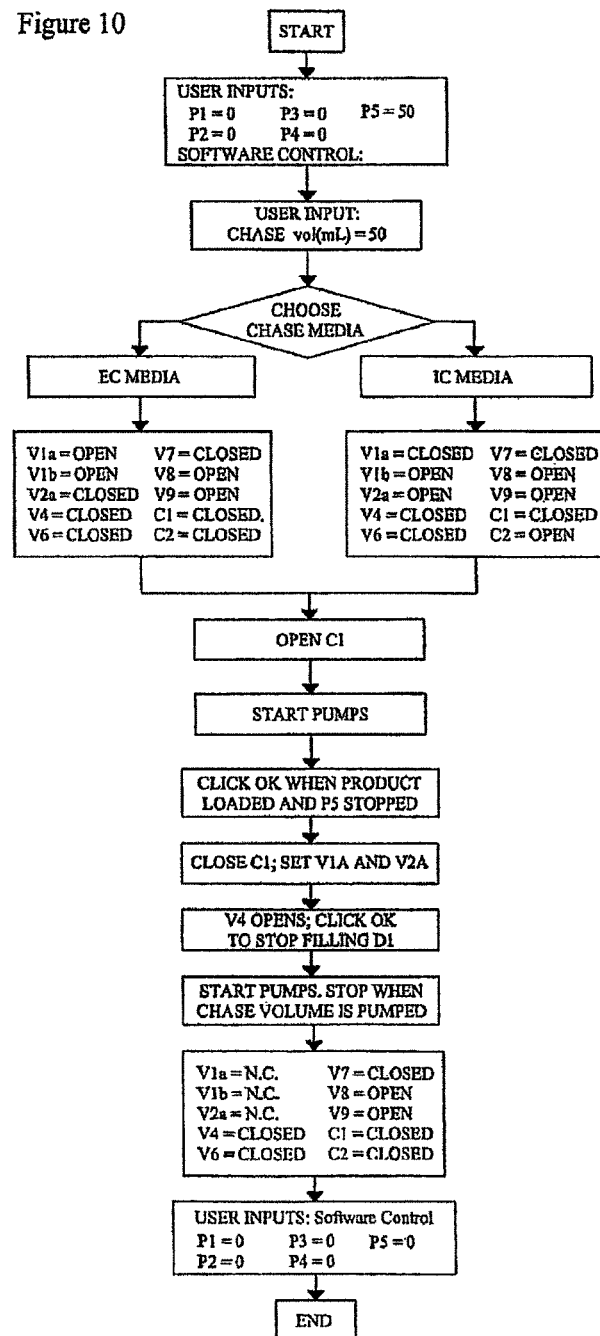 Figure 10
START
USER INPUTS:
P1 = 0 P3 = 0 P5 = 50
P2 = 0 P4 = 0
SOFTWARE CONTROL:
USER INPUT:
CHASE vol(mL) = 50
CHOOSE
CHASE MEDIA
EC MEDIA
IC MEDIA
V1a = OPEN V7 = CLOSED
V1b = OPEN V8 = OPEN
V2a = CLOSED V9 = OPEN
V4 = CLOSED C1 = CLOSED.
V6 = CLOSED C2 = CLOSED
V1a = CLOSED V7 = CLOSED
V1b = OPEN V8 = OPEN
V2a = OPEN V9 = OPEN
V4 = CLOSED C1 = CLOSED
V6 = CLOSED C2 = OPEN
OPEN C1
START PUMPS
CLICK OK WHEN PRODUCT
LOADED AND P5 STOPPED
CLOSE C1; SET V1A AND V2A
V4 OPENS; CLICK OK
TO STOP FILLING D1
START PUMPS. STOP WHEN
CHASE VOLUME IS PUMPED
V1a = N.C. V7 = CLOSED
V1b = N.C. V8 = OPEN
V2a = N.C. V9 = OPEN
V4 = CLOSED C1 = CLOSED
V6 = CLOSED C2 = CLOSED
USER INPUTS: Software Control
P1 = 0 P3 = 0 P5 = 0
P2 = 0 P4 = 0
END